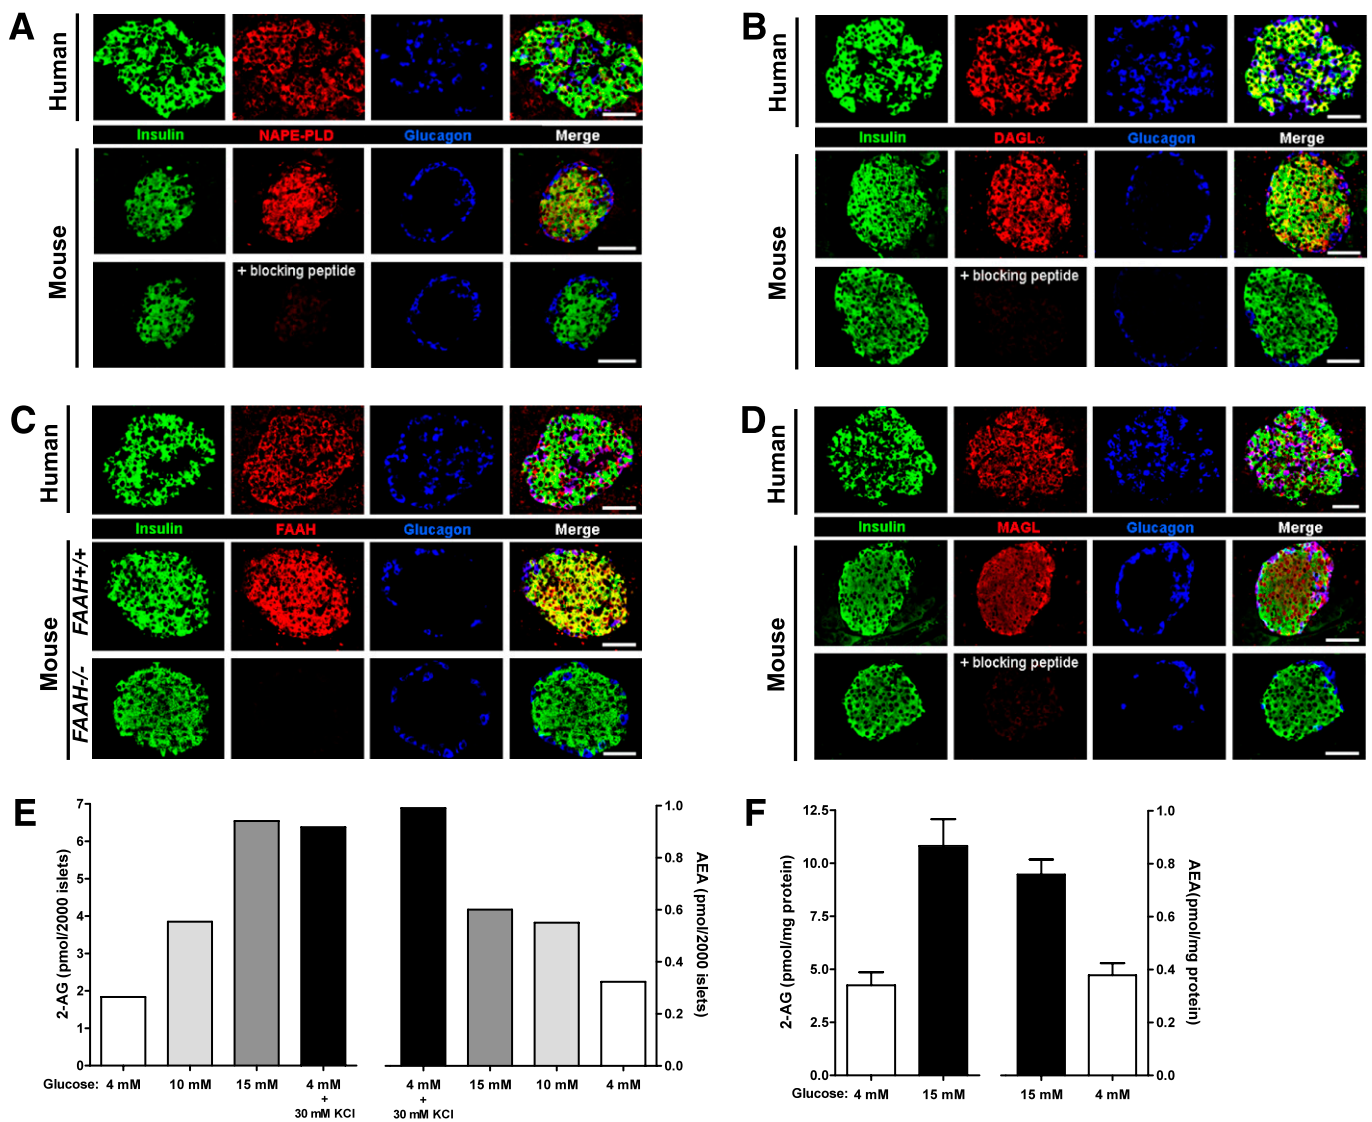 A
Human
Insulin NAPE-PLD Glucagon Merge
Mouse
+ blocking peptide
B
Human
Insulin DAGLα Glucagon Merge
Mouse
+ blocking peptide
C
Human
Insulin FAAH Glucagon Merge
Mouse
FAAH+/+
FAAH-/-
D
Human
Insulin MAGL Glucagon Merge
Mouse
+ blocking peptide
E
2-AG (pmol/2000 islets)
7
6
5
4
3
2
1
0
Glucose: 4 mM 10 mM 15 mM 4 mM
+
30 mM KCl
4 mM 15 mM 10 mM 4 mM
+
30 mM KCl
1.0
0.8
0.6
0.4
0.2
0.0
AEA (pmol/2000 islets)
F
2-AG (pmol/mg protein)
12.5
10.0
7.5
5.0
2.5
0.0
Glucose: 4 mM 15 mM 15 mM 4 mM
1.0
0.8
0.6
0.4
0.2
0.0
AEA(pmol/mg protein)